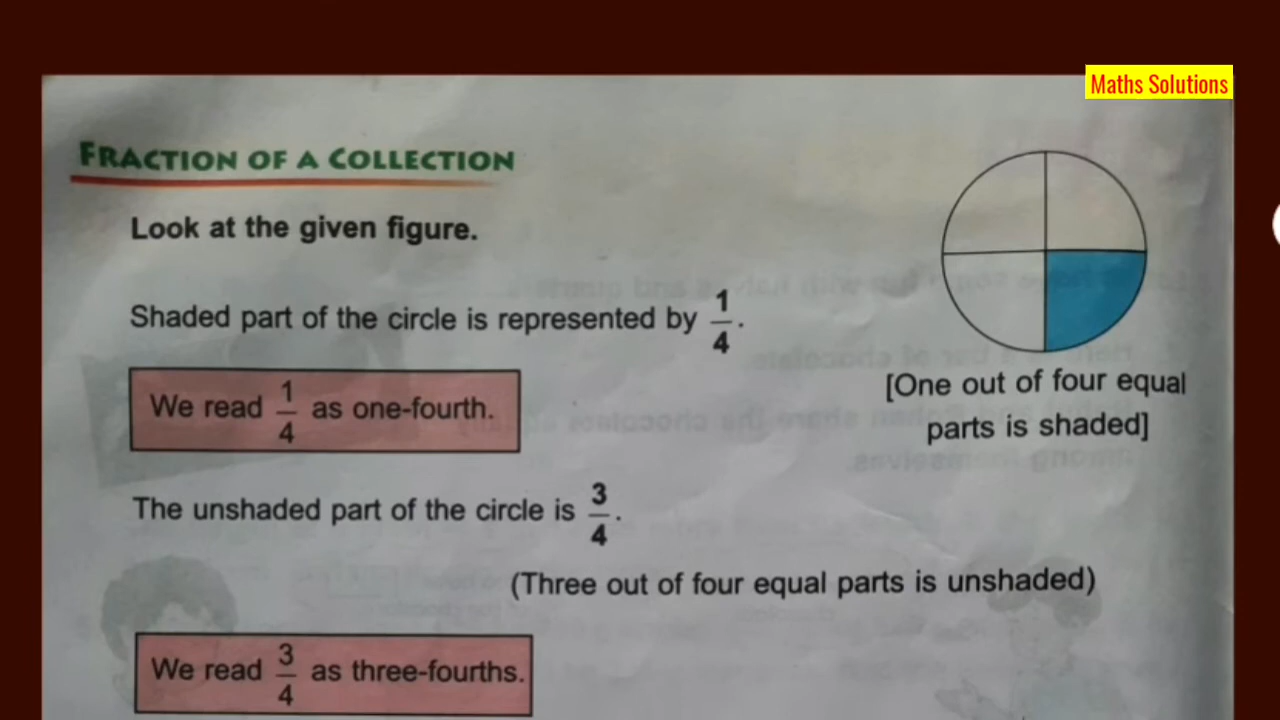 Maths Solutions
FRACTION OF A COLLECTION
Look at the given figure.
Shaded part of the circle is represented by 1/4.
We read 1/4 as one-fourth.
[One out of four equal
parts is shaded]
The unshaded part of the circle is 3/4.
(Three out of four equal parts is unshaded)
We read 3/4 as three-fourths.